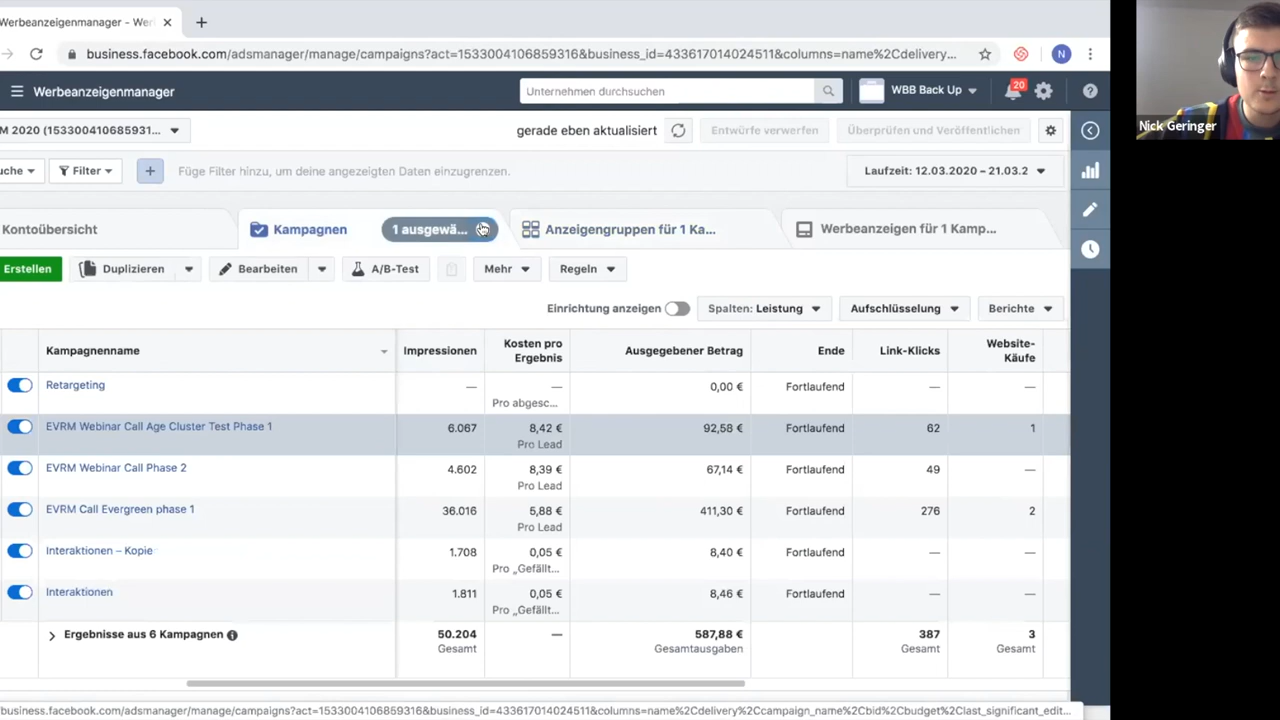 Werbeanzeigenmanager - Wer
business.facebook.com/adsmanager/manage/campaigns?act=1533004106859316&business_id=433617014024511&columns=name%2Cdelivery...
N
Nick Geringer
Werbeanzeigenmanager
Unternehmen durchsuchen
WBB Back Up
20
M 2020 (15330041068593 1...
gerade eben aktualisiert
Entwürfe verwerfen
Überprüfen und Veröffentlichen
uche
Filter
+
Füge Filter hinzu, um deine angezeigten Daten einzugrenzen.
Laufzeit: 12.03.2020 – 21.03.2
Kontoübersicht
Kampagnen
1 ausgewä...
Anzeigengruppen für 1 Ka...
Werbeanzeigen für 1 Kamp...
Erstellen
Duplizieren
Bearbeiten
A/B-Test
Mehr
Regeln
Einrichtung anzeigen
Spalten: Leistung
Aufschlüsselung
Berichte
Kampagnenname
Impressionen
Kosten pro Ergebnis
Ausgegebener Betrag
Ende
Link-Klicks
Website-Käufe
Retargeting — — 0,00 € Fortlaufend — —
Pro abgesc...
EVRM Webinar Call Age Cluster Test Phase 1 6.067 8,42 € 92,58 € Fortlaufend 62 1
Pro Lead
EVRM Webinar Call Phase 2 4.602 8,39 € 67,14 € Fortlaufend 49 —
Pro Lead
EVRM Call Evergreen phase 1 36.016 5,88 € 411,30 € Fortlaufend 276 2
Pro Lead
Interaktionen – Kopie 1.708 0,05 € 8,40 € Fortlaufend — —
Pro „Gefällt...
Interaktionen 1.811 0,05 € 8,46 € Fortlaufend — —
Pro „Gefällt...
Ergebnisse aus 6 Kampagnen 50.204 — 587,88 € 387 3
Gesamt Gesamtausgaben Gesamt Gesamt
business.facebook.com/adsmanager/manage/campaigns?act=1533004106859316&business_id=433617014024511&columns=name%2Cdelivery%2Ccampaign_name%2Cbid%2Cbudget%2Clast_significant_edit...